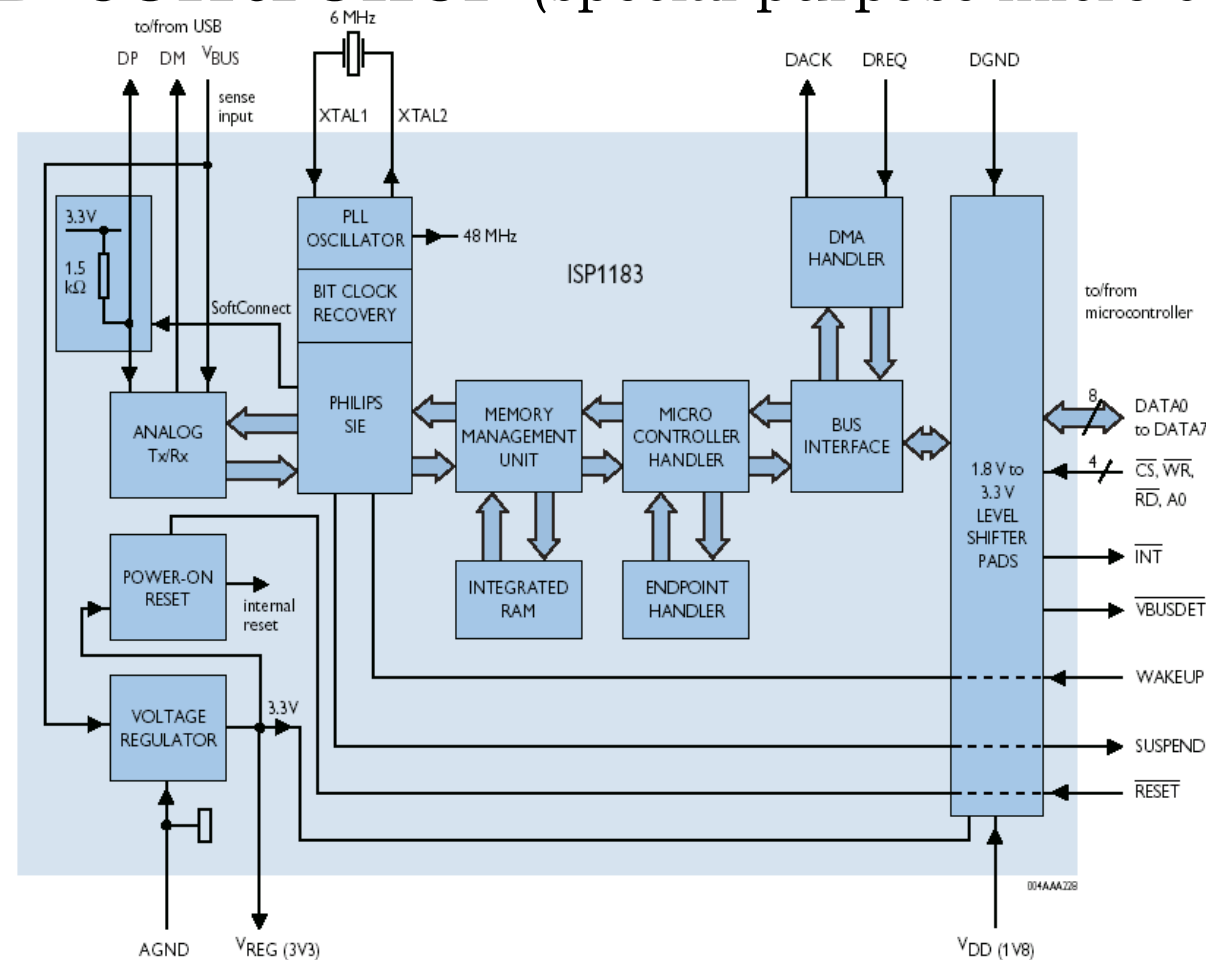 (special purpose micro
6 MHz
to/from USB
DP DM VBUS
DACK DREQ DGND
sense
input
XTAL1 XTAL2
3.3V
1.5
kΩ
PLL
OSCILLATOR
48 MHz
BIT CLOCK
RECOVERY
SoftConnect
ISP1183
DMA
HANDLER
to/from
microcontroller
PHILIPS
SIE
ANALOG
Tx/Rx
MEMORY
MANAGEMENT
UNIT
MICRO
CONTROLLER
HANDLER
BUS
INTERFACE
1.8 V to
3.3 V
LEVEL
SHIFTER
PADS
8
DATA0
to DATA7
4
CS, WR,
RD, A0
INT
VBUSDET
POWER-ON
RESET
internal
reset
INTEGRATED
RAM
ENDPOINT
HANDLER
WAKEUP
VOLTAGE
REGULATOR
3.3V
SUSPEND
RESET
004AAA228
AGND VREG (3V3) VDD (1V8)